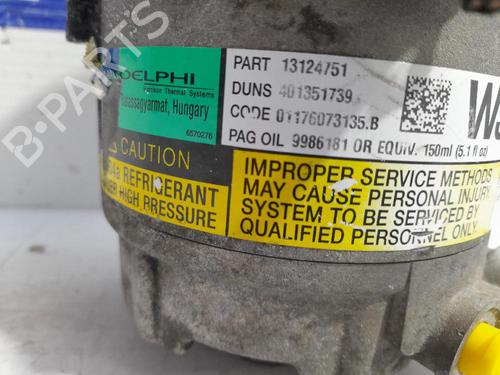 DELPHI
Harrison Thermal Systems
Balassagyarmat, Hungary
6570276
PART 13124751
DUNS 401351739
CODE 01176073135.B
PAG OIL 9986181 OR EQUIV. 150ml (5.1 fl oz)
CAUTION
REFRIGERANT
UNDER HIGH PRESSURE
IMPROPER SERVICE METHODS
MAY CAUSE PERSONAL INJURY
SYSTEM TO BE SERVICED BY
QUALIFIED PERSONNEL ONLY.
B-PARTS